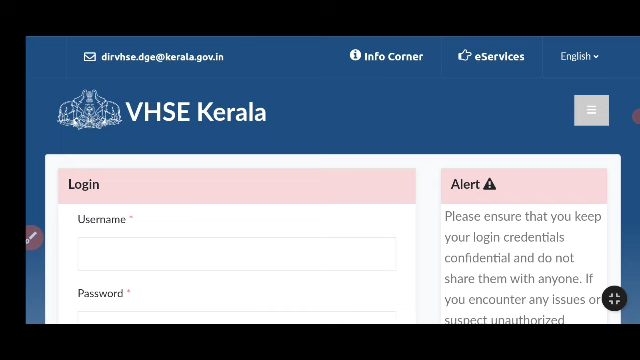 dirvhse.dge@kerala.gov.in
Info Corner
eServices
English
VHSE Kerala
Login
Username *
Password *
Alert
Please ensure that you keep
your login credentials
confidential and do not
share them with anyone. If
you encounter any issues or
suspect unauthorized